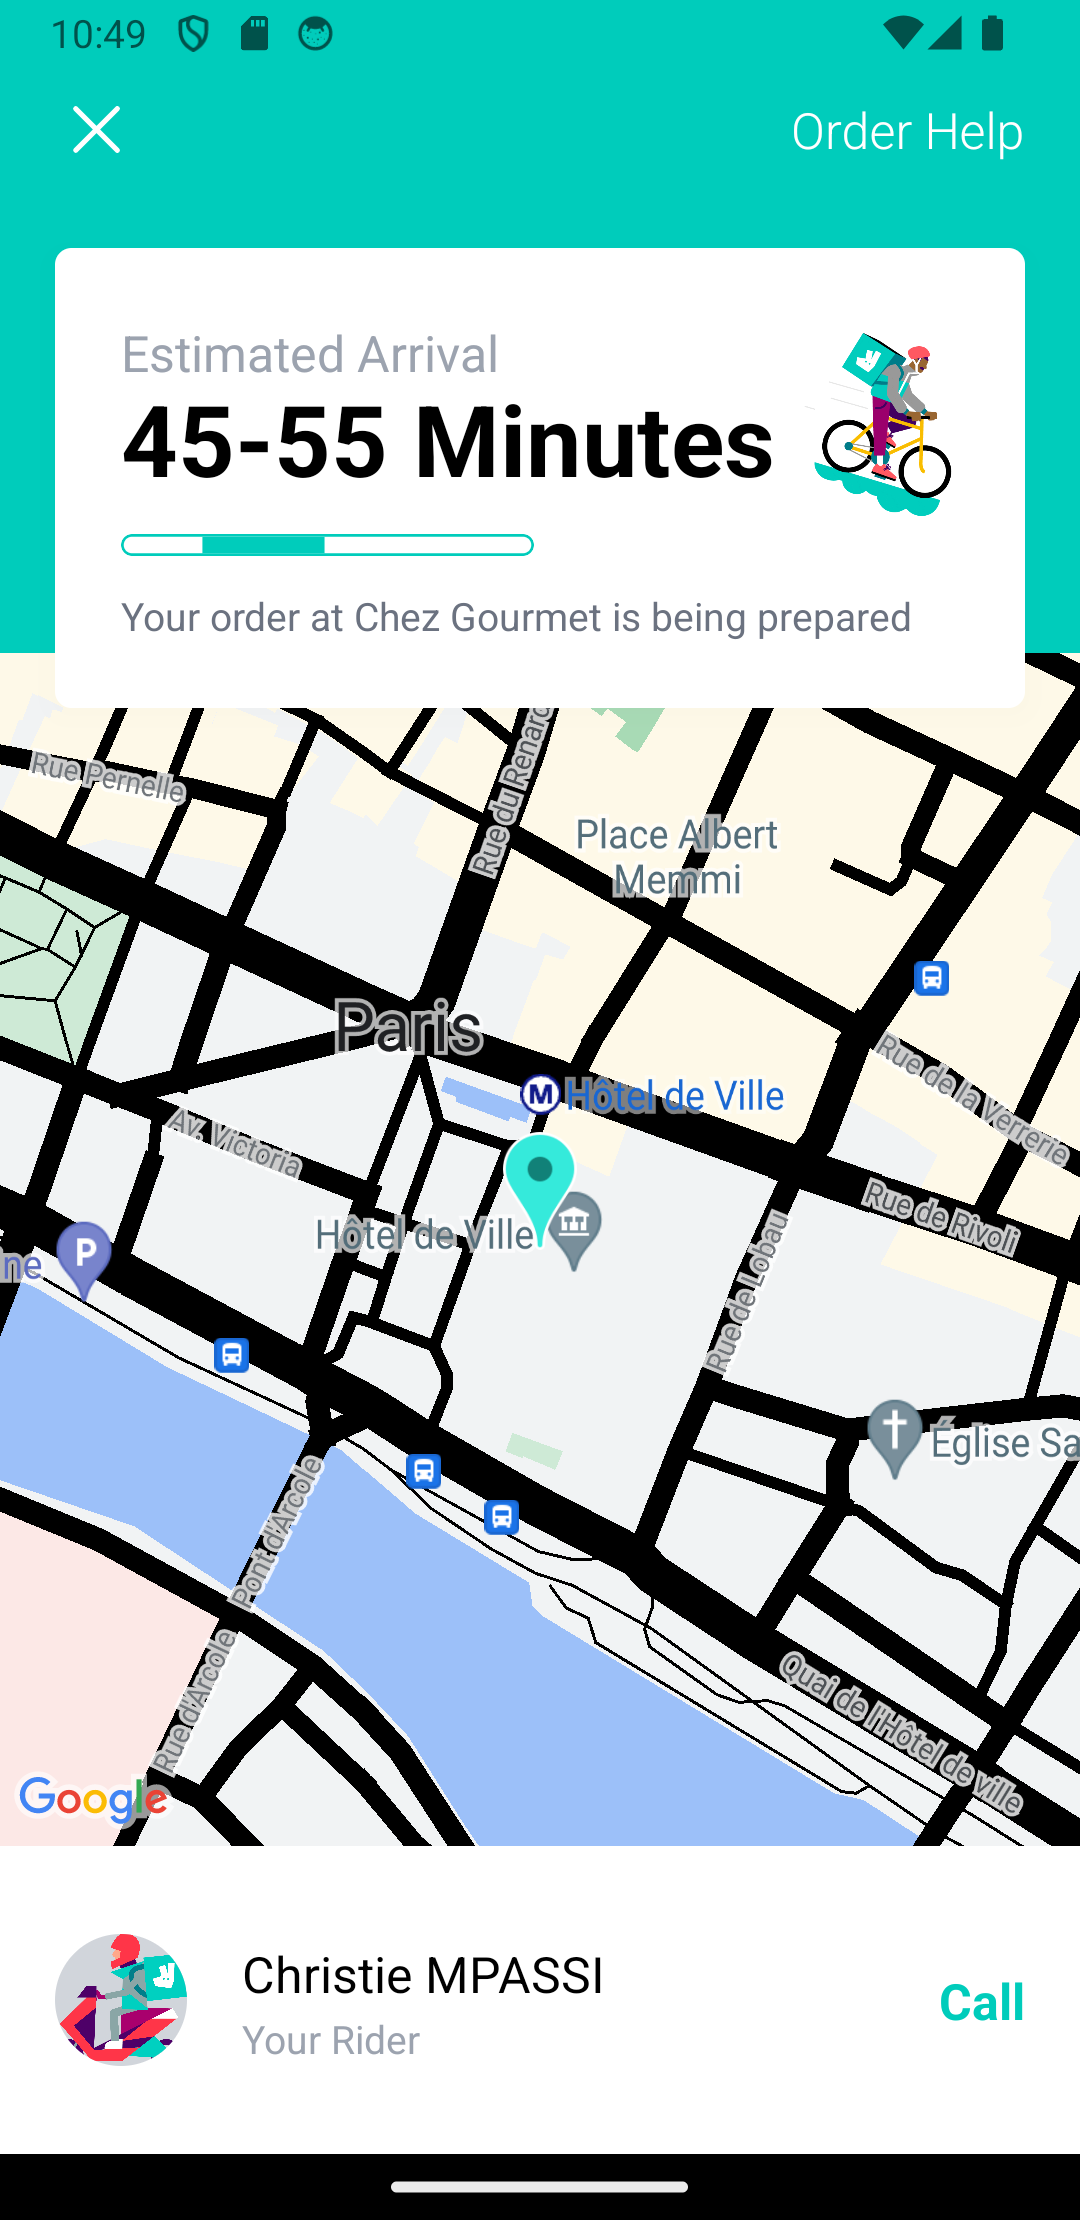 10:49
Order Help
Estimated Arrival
45-55 Minutes
Your order at Chez Gourmet is being prepared
Rue Pernelle
Rue du Renard
Place Albert
Memmi
Paris
Hôtel de Ville
Rue de la Verrerie
Av. Victoria
Rue de Rivoli
Hôtel de Ville
P
ne
Rue de Lobau
Église Sa
Pont d'Arcole
Rue d'Arcole
Quai de l'Hôtel de ville
Google
Christie MPASSI
Your Rider
Call